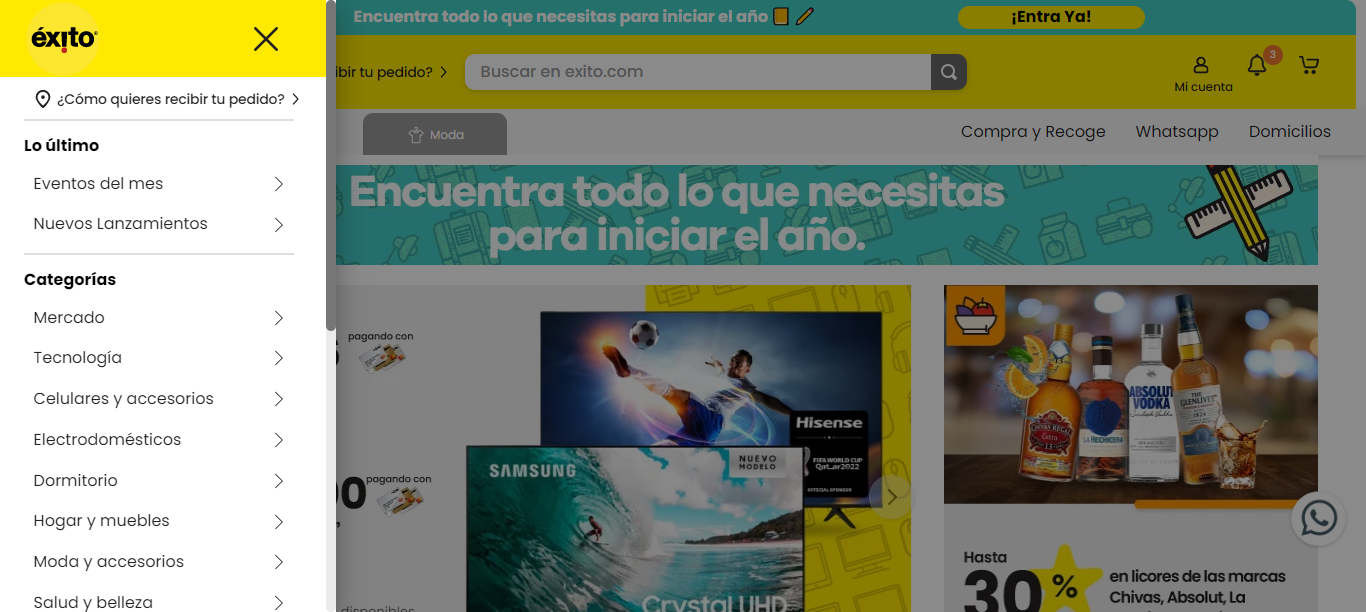 Encuentra todo lo que necesitas para iniciar el año
¡Entra Ya!
éxito
ibir tu pedido?
Buscar en exito.com
3
Mi cuenta
¿Cómo quieres recibir tu pedido?
Moda
Compra y Recoge
Whatsapp
Domicilios
Lo último
Eventos del mes
Nuevos Lanzamientos
Categorías
Mercado
Tecnología
Celulares y accesorios
Electrodomésticos
Dormitorio
Hogar y muebles
Moda y accesorios
Salud y belleza
Encuentra todo lo que necesitas
para iniciar el año.
pagando con
pagando con
Hisense
FIFA WORLD CUP
Qatar2022
OFFICIAL SPONSOR
SAMSUNG
NUEVO
MODELO
Crystal UHD
disponibles
CHIVAS REGAL
Extra
13
LA HECHICERA
ABSOLUT
VODKA
THE
GLENLIVET
1824
Hasta
30%
en licores de las marcas
Chivas, Absolut, La